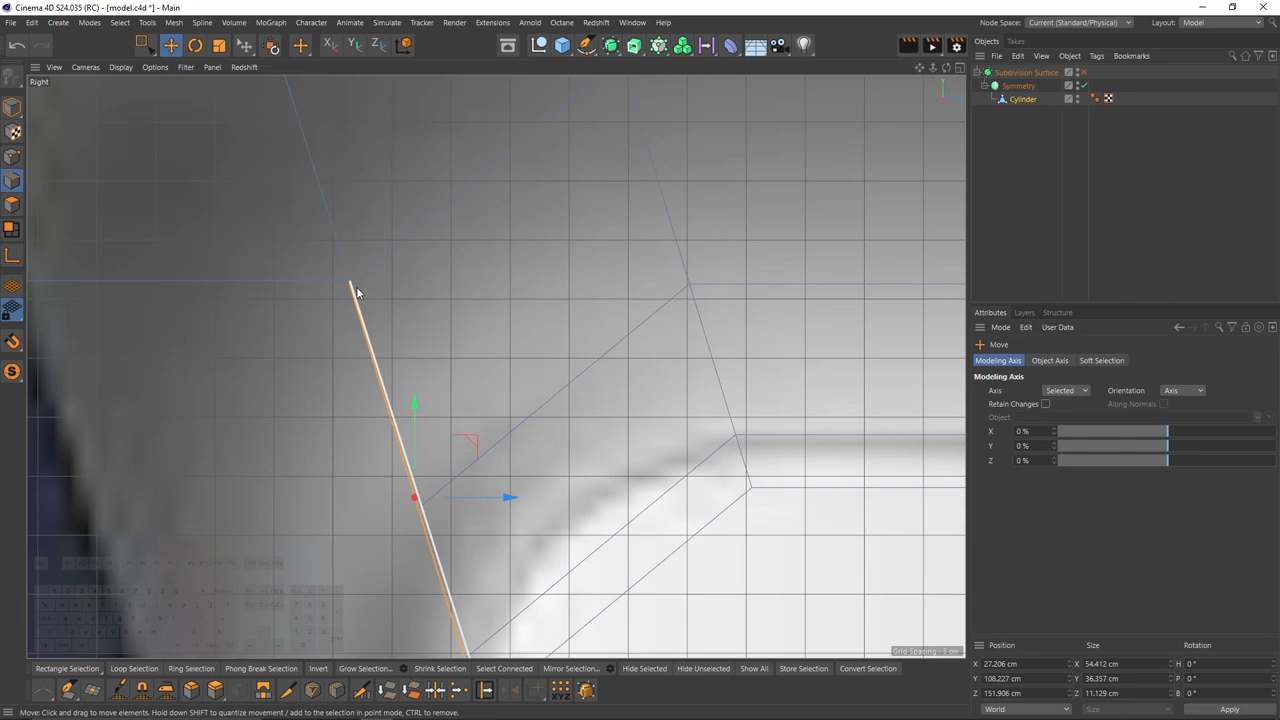 Cinema 4D S24.035 (RC) - [model.c4d *] - Main
File Edit Create Modes Select Tools Mesh Spline Volume MoGraph Character Animate Simulate Tracker Render Extensions Arnold Octane Redshift Window Help
Node Space: Current (Standard/Physical) Layout: Model
X Y Z
Objects Takes
View Cameras Display Options Filter Panel Redshift
File Edit View Object Tags Bookmarks
Right
Y
Subdivision Surface
Symmetry
Cylinder
Attributes Layers Structure
Mode Edit User Data
Move
Modeling Axis Object Axis Soft Selection
Modeling Axis
Axis Selected Orientation Axis
Retain Changes Along Normals
Object
X 0 %
Y 0 %
Z 0 %
Grid Spacing : 5 cm
Position Size Rotation
X 27.206 cm X 54.412 cm H 0 °
Y 108.227 cm Y 36.357 cm P 0 °
Z 151.906 cm Z 11.129 cm B 0 °
World Size Apply
Rectangle Selection Loop Selection Ring Selection Phong Break Selection Invert Grow Selection... Shrink Selection Select Connected Mirror Selection... Hide Selected Hide Unselected Show All Store Selection Convert Selection
XYZ
Move: Click and drag to move elements. Hold down SHIFT to quantize movement / add to the selection in point mode, CTRL to remove.